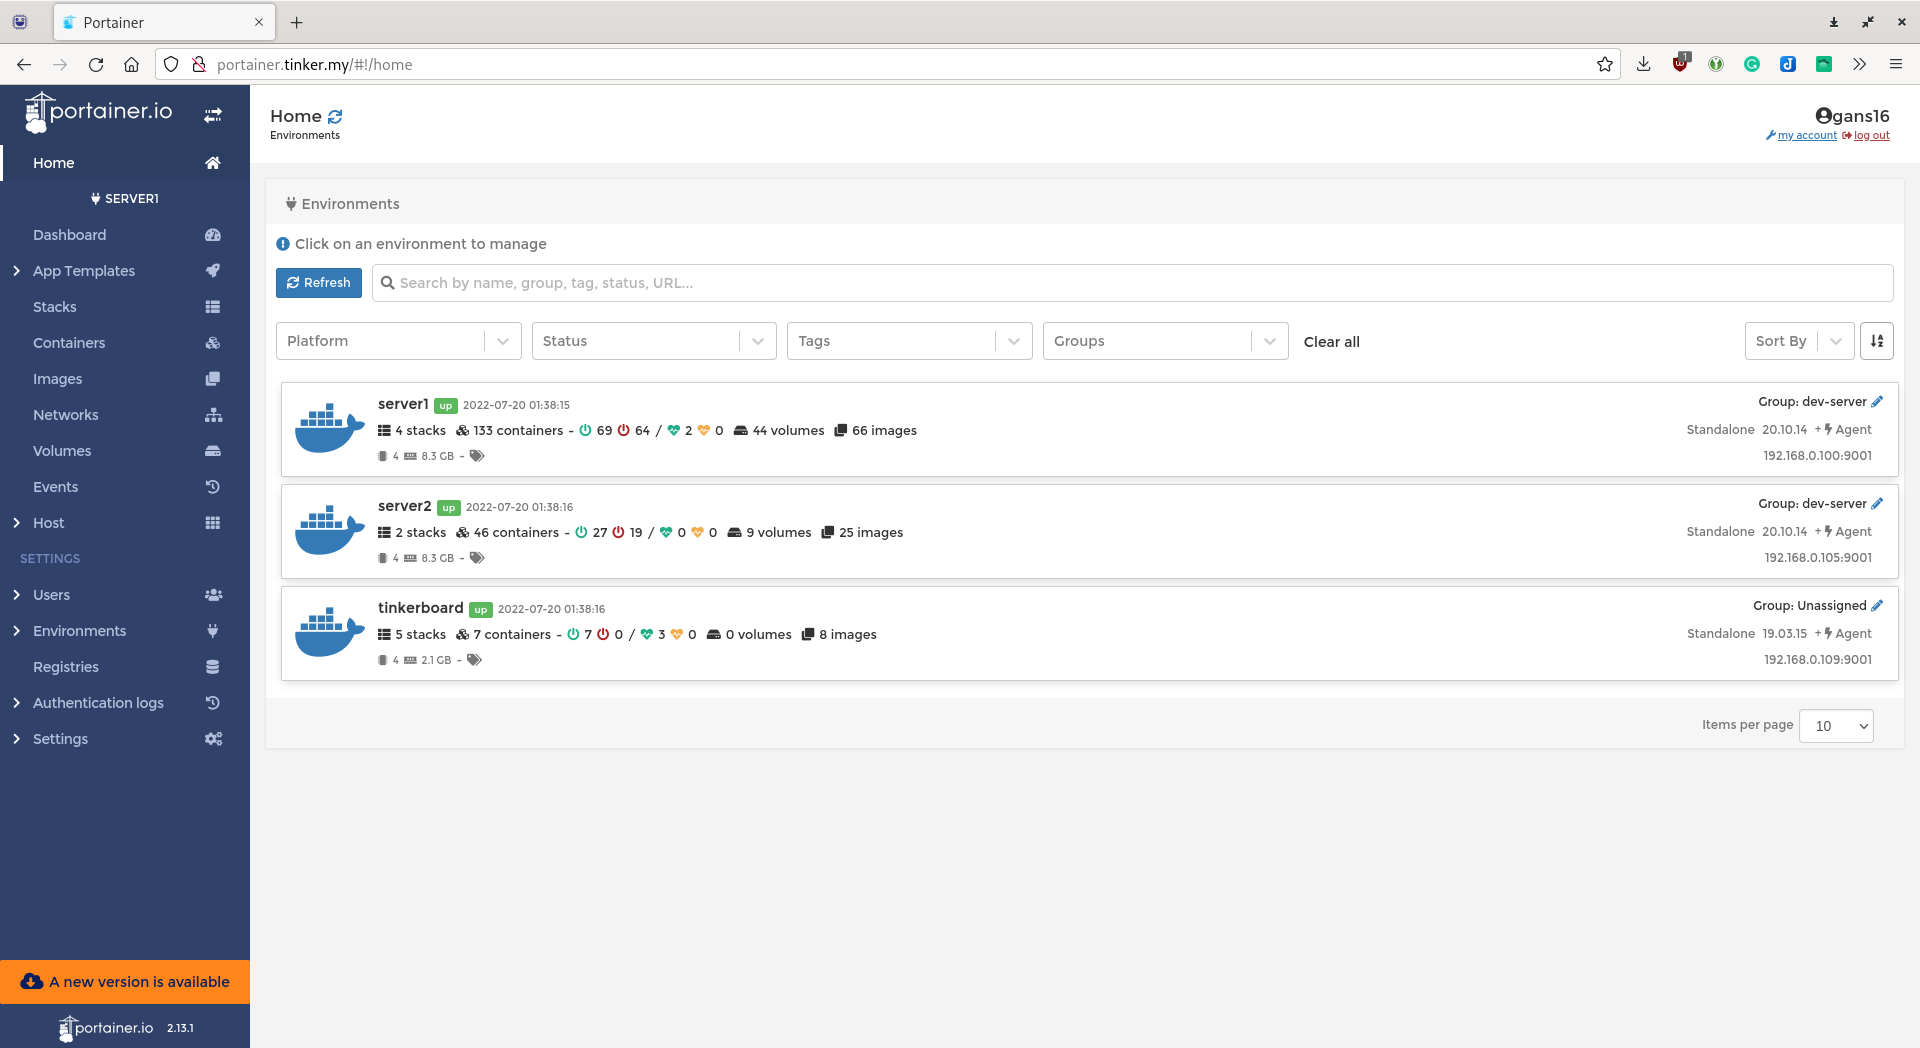 Portainer
portainer.tinker.my/#!/home
1
portainer.io
Home
SERVER1
Dashboard
App Templates
Stacks
Containers
Images
Networks
Volumes
Events
Host
SETTINGS
Users
Environments
Registries
Authentication logs
Settings
A new version is available
portainer.io 2.13.1
Home
Environments
gans16
my account log out
Environments
Click on an environment to manage
Refresh
Search by name, group, tag, status, URL...
Platform Status Tags Groups Clear all Sort By
server1 up 2022-07-20 01:38:15 Group: dev-server
4 stacks 133 containers - 69 64 / 2 0 44 volumes 66 images Standalone 20.10.14 + Agent
4 8.3 GB - 192.168.0.100:9001
server2 up 2022-07-20 01:38:16 Group: dev-server
2 stacks 46 containers - 27 19 / 0 0 9 volumes 25 images Standalone 20.10.14 + Agent
4 8.3 GB - 192.168.0.105:9001
tinkerboard up 2022-07-20 01:38:16 Group: Unassigned
5 stacks 7 containers - 7 0 / 3 0 0 volumes 8 images Standalone 19.03.15 + Agent
4 2.1 GB - 192.168.0.109:9001
Items per page 10